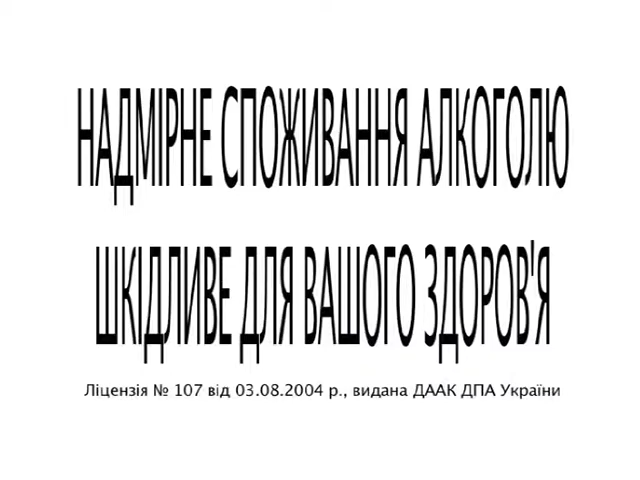 НАДМІРНЕ СПОЖИВАННЯ АЛКОГОЛЮ
ШКІДЛИВЕ ДЛЯ ВАШОГО ЗДОРОВ'Я
Ліцензія № 107 від 03.08.2004 р., видана ДААК ДПА України